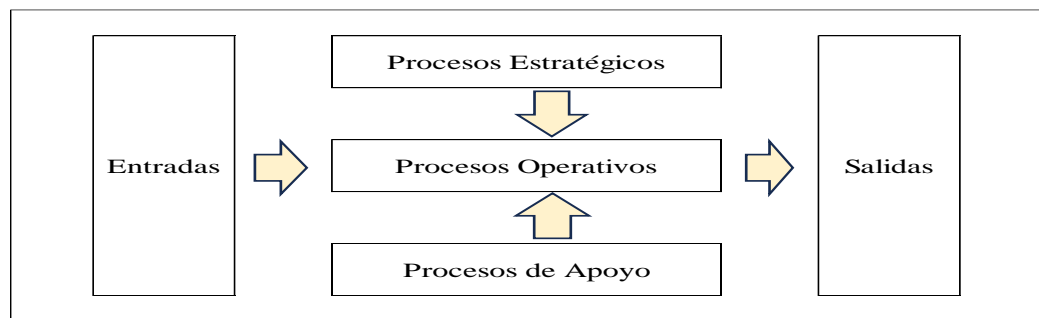 Procesos Estratégicos
Entradas
Procesos Operativos
Salidas
Procesos de Apoyo